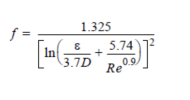 f = 1.325 / [ln(ε/3.7D + 5.74/Re^0.9)]^2